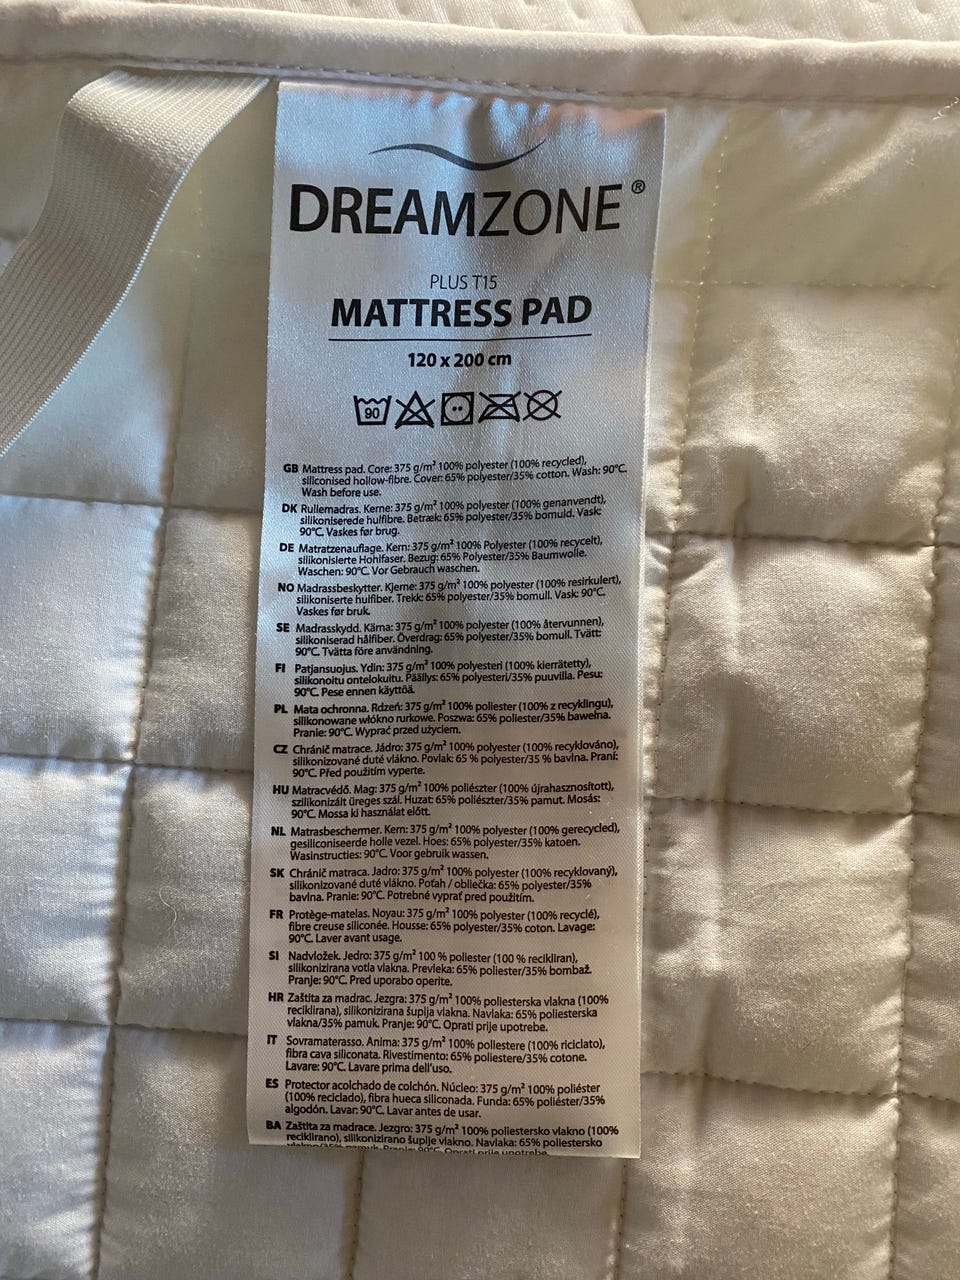 DREAMZONE®
PLUS T15
MATTRESS PAD
120 x 200 cm
90
GB Mattress pad. Core: 375 g/m² 100% polyester (100% recycled),
siliconised hollow-fibre. Cover: 65% polyester/35% cotton. Wash: 90°C.
Wash before use.
DK Rullemadras. Kerne: 375 g/m² 100% polyester (100% genanvendt),
silikoniserede hulfibre. Betræk: 65% polyester/35% bomuld. Vask:
90°C. Vaskes før brug.
DE Matratzenauflage. Kern: 375 g/m² 100% Polyester (100% recycelt),
silikonisierte Hohlfaser. Bezug: 65% Polyester/35% Baumwolle.
Waschen: 90°C. Vor Gebrauch waschen.
NO Madrassbeskytter. Kjerne: 375 g/m² 100% polyester (100% resirkulert),
silikoniserte hulfiber. Trekk: 65% polyester/35% bomull. Vask: 90°C.
Vaskes før bruk.
SE Madrasskydd. Kärna: 375 g/m² 100% polyester (100% återvunnen),
silikoniserad hålfiber. Överdrag: 65% polyester/35% bomull. Tvätt:
90°C. Tvätta före användning.
FI Patjansuojus. Ydin: 375 g/m² 100% polyesteri (100% kierrätetty),
silikonoitu ontelokuitu. Päällys: 65% polyesteri/35% puuvilla. Pesu:
90°C. Pese ennen käyttöä.
PL Mata ochronna. Rdzeń: 375 g/m² 100% poliester (100% z recyklingu),
silikonowane włókno rurkowe. Poszwa: 65% poliester/35% bawełna.
Pranie: 90°C. Wyprać przed użyciem.
CZ Chránič matrace. Jádro: 375 g/m² 100% polyester (100% recyklováno),
silikonizované duté vlákno. Povlak: 65 % polyester/35 % bavlna. Praní:
90°C. Před použitím vyperte.
HU Matracvédő. Mag: 375 g/m² 100% poliészter (100% újrahasznosított),
szilikonizált üreges szál. Huzat: 65% poliészter/35% pamut. Mosás:
90°C. Mossa ki használat előtt.
NL Matrasbeschermer. Kern: 375 g/m² 100% polyester (100% gerecycled),
gesiliconiseerde holle vezel. Hoes: 65% polyester/35% katoen.
Wasinstructies: 90°C. Voor gebruik wassen.
SK Chránič matraca. Jadro: 375 g/m² 100% polyester (100% recyklovaný),
silikonizované duté vlákno. Poťah / obliečka: 65% polyester/35%
bavlna. Pranie: 90°C. Potrebné vyprať pred použitím.
FR Protège-matelas. Noyau: 375 g/m² 100% polyester (100% recyclé),
fibre creuse siliconée. Housse: 65% polyester/35% coton. Lavage:
90°C. Laver avant usage.
SI Nadvložek. Jedro: 375 g/m² 100 % poliester (100 % recikliran),
silikonizirana votla vlakna. Prevleka: 65% poliester/35% bombaž.
Pranje: 90°C. Pred uporabo operite.
HR Zaštita za madrac. Jezgra: 375 g/m² 100% poliesterska vlakna (100%
reciklirana), silikonizirana šuplja vlakna. Navlaka: 65% poliesterska
vlakna/35% pamuk. Pranje: 90°C. Oprati prije upotrebe.
IT Sovramaterasso. Anima: 375 g/m² 100% poliestere (100% riciclato),
fibra cava siliconata. Rivestimento: 65% poliestere/35% cotone.
Lavare: 90°C. Lavare prima dell'uso.
ES Protector acolchado de colchón. Núcleo: 375 g/m² 100% poliéster
(100% reciclado), fibra hueca siliconada. Funda: 65% poliéster/35%
algodón. Lavar: 90°C. Lavar antes de usar.
BA Zaštita za madrace. Jezgro: 375 g/m² 100% poliestersko vlakno (100%
reciklirano), silikonizirano šuplje vlakno. Navlaka: 65% poliestersko
vlakno/35% pamuk. Pranje: 90°C. Oprati prije upotrebe.